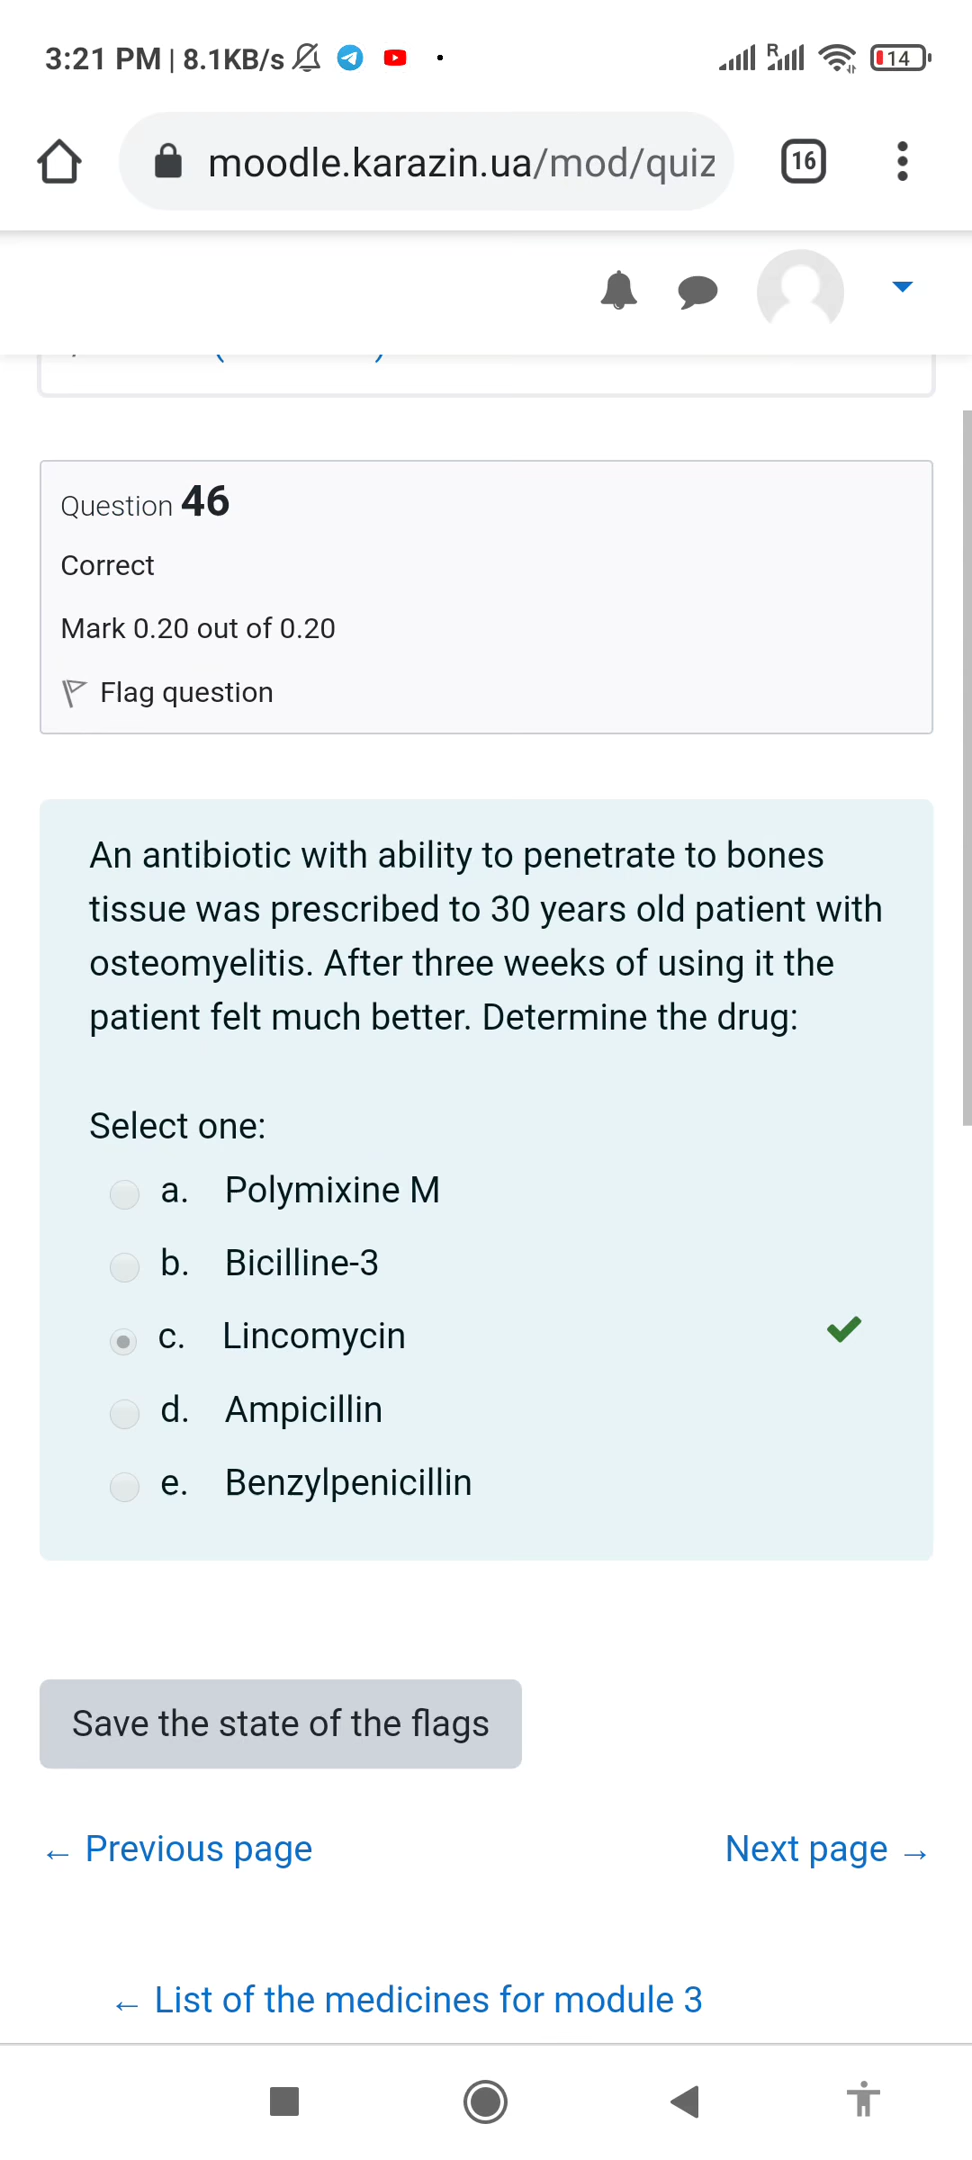 3:21 PM | 8.1KB/s
R
14
moodle.karazin.ua/mod/quiz
16
Question 46
Correct
Mark 0.20 out of 0.20
Flag question
An antibiotic with ability to penetrate to bones
tissue was prescribed to 30 years old patient with
osteomyelitis. After three weeks of using it the
patient felt much better. Determine the drug:
Select one:
a. Polymixine M
b. Bicilline-3
c. Lincomycin
d. Ampicillin
e. Benzylpenicillin
Save the state of the flags
← Previous page
Next page →
← List of the medicines for module 3